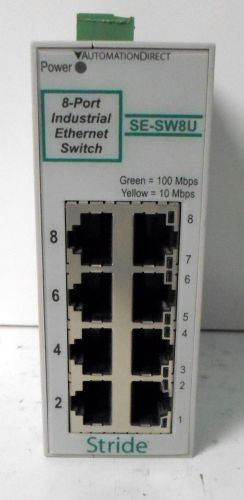 AUTOMATIONDIRECT
Power
8-Port
Industrial
Ethernet
Switch
SE-SW8U
Green = 100 Mbps
Yellow = 10 Mbps
8
8
7
6
6
5
4
4
3
2
2
1
Stride